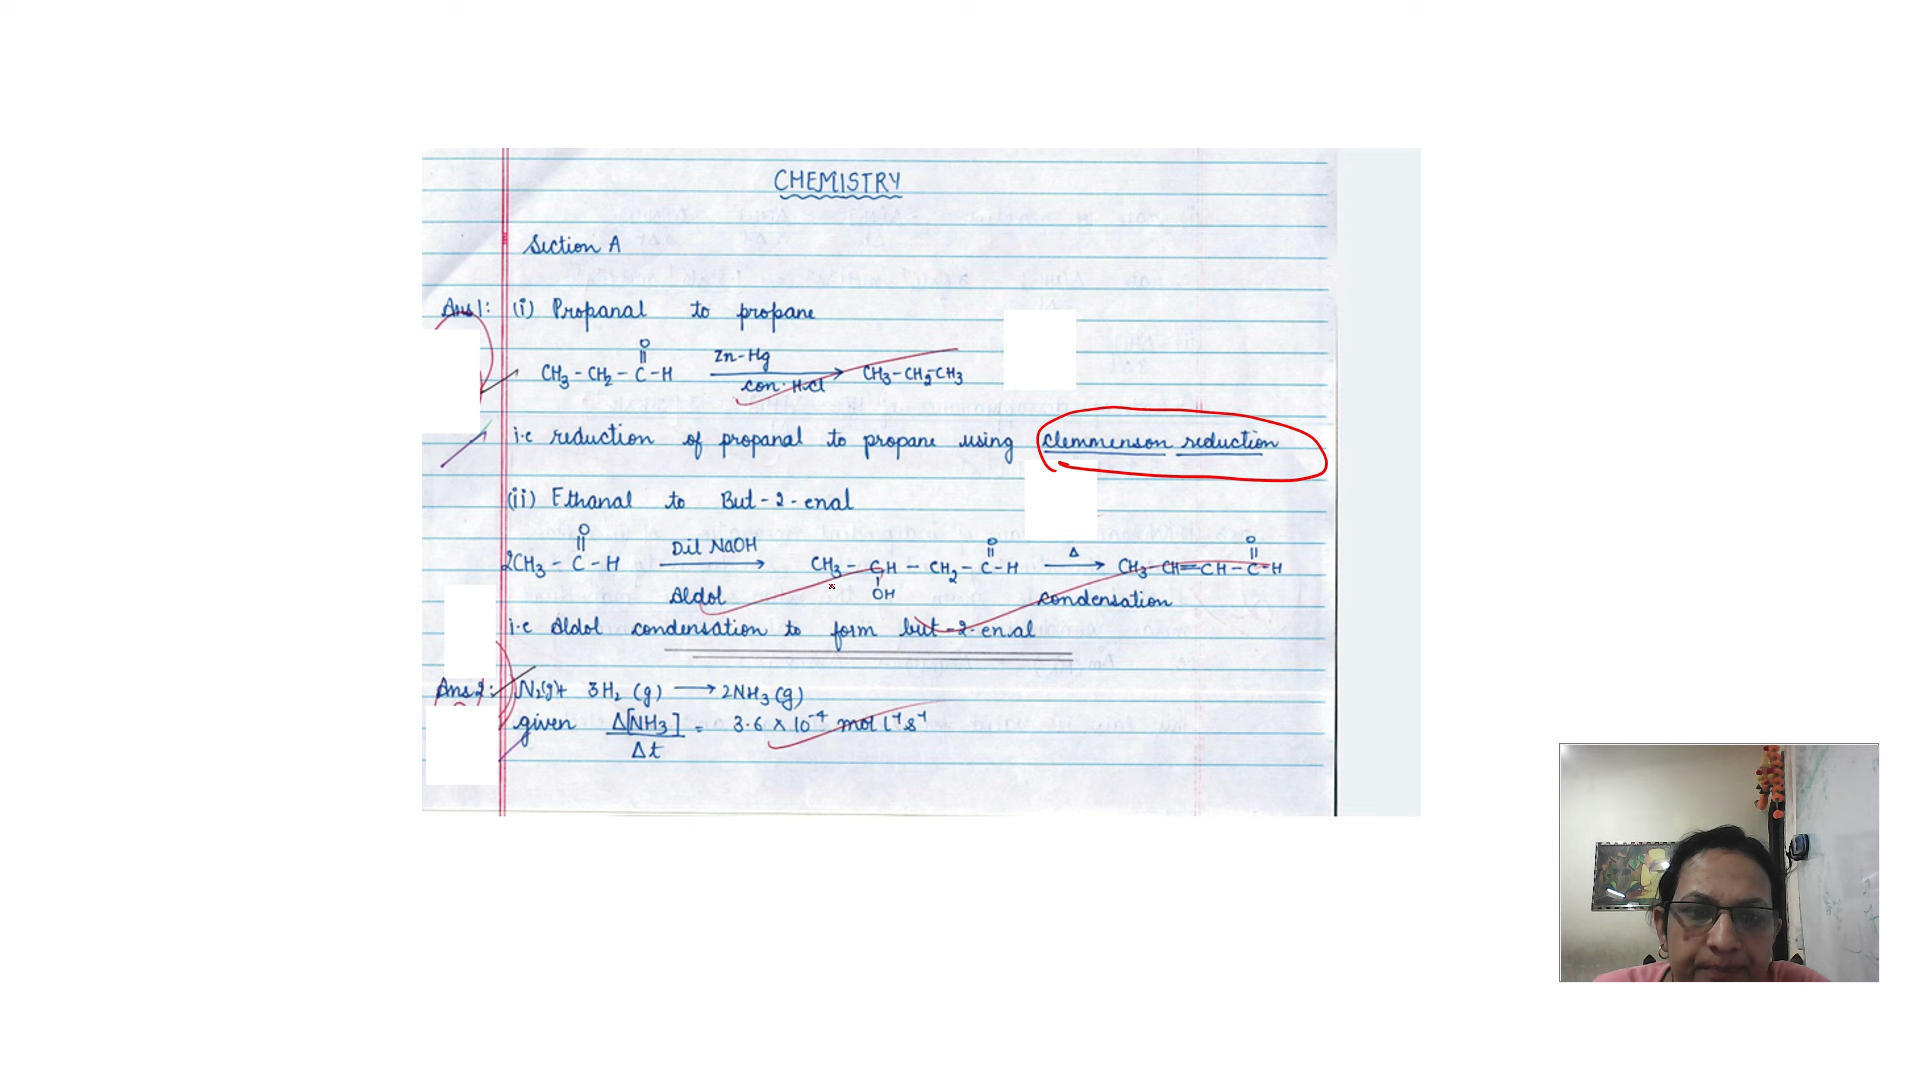 CHEMISTRY
Section A
Ans1: (i) Propanal to propane
CH3 - CH2 - C - H
O
Zn-Hg
con. HCl
CH3-CH2-CH3
i.e reduction of propanal to propane using clemmenson reduction
(ii) Ethanal to But-2-enal
2CH3 - C - H
O
Dil NaOH
Aldol
CH3 - CH - CH2 - C - H
OH
O
Δ
condensation
CH3-CH=CH-C-H
O
i.e Aldol condensation to form but-2-enal
Ans2: N2(g)+ 3H2 (g) → 2NH3 (g)
given Δ[NH3] = 3.6 × 10⁻⁴ mol L⁻¹ s⁻¹
Δt